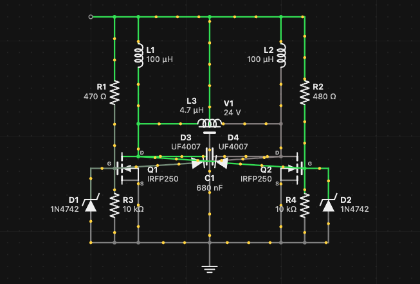 L1
100 µH
L2
100 µH
R1
470 Ω
L3
4.7 µH
V1
24 V
R2
480 Ω
D3
UF4007
D4
UF4007
D
D
G
Q1
IRFP250
S
C1
680 nF
Q2
IRFP250
G
S
D1
1N4742
R3
10 kΩ
R4
10 kΩ
D2
1N4742